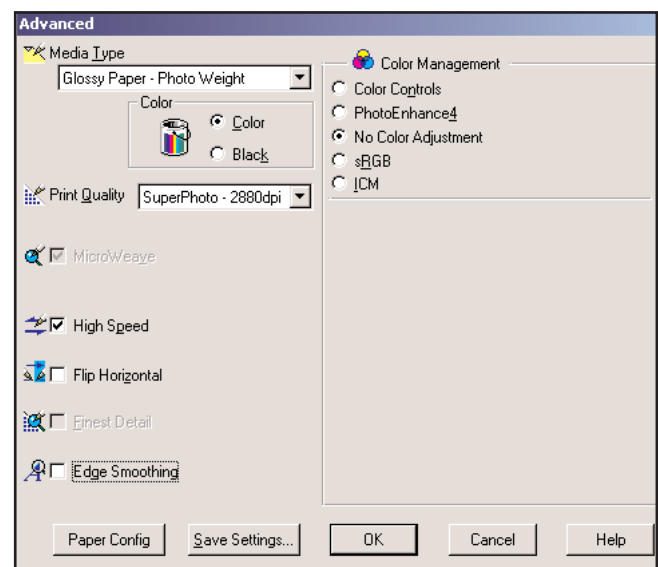 Advanced
Media Type
Glossy Paper - Photo Weight
Color
Color
Black
Print Quality
SuperPhoto - 2880dpi
MicroWeave
High Speed
Flip Horizontal
Finest Detail
Edge Smoothing
Color Management
Color Controls
PhotoEnhance4
No Color Adjustment
sRGB
ICM
Paper Config
Save Settings...
OK
Cancel
Help